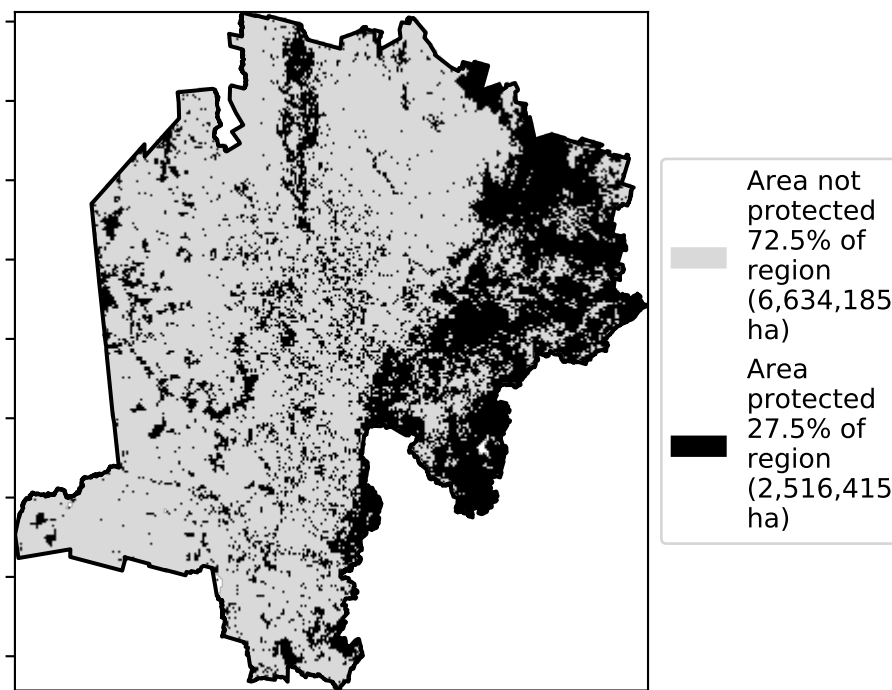 Area not
protected
72.5% of
region
(6,634,185
ha)
Area
protected
27.5% of
region
(2,516,415
ha)